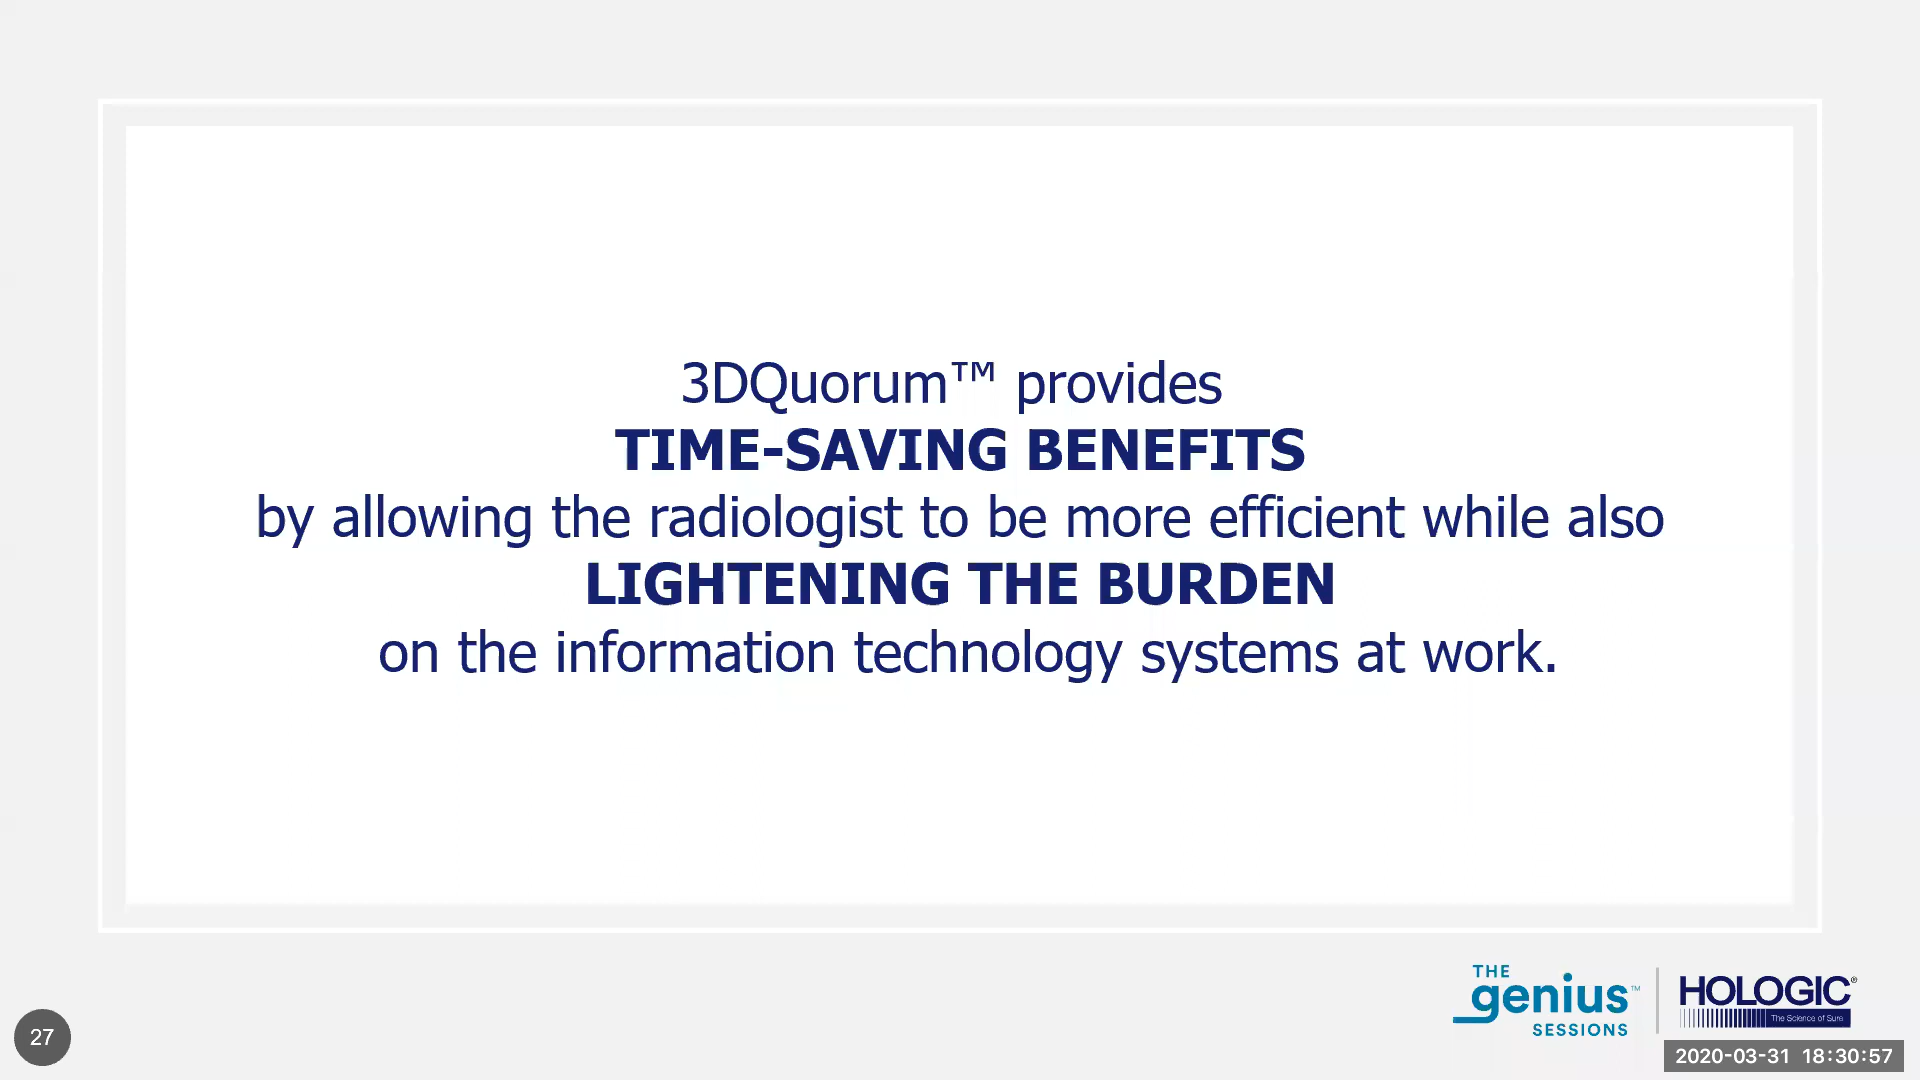 3DQuorum™ provides
TIME-SAVING BENEFITS
by allowing the radiologist to be more efficient while also
LIGHTENING THE BURDEN
on the information technology systems at work.
THE
genius™
SESSIONS
HOLOGIC®
The Science of Sure
27
2020-03-31 18:30:57